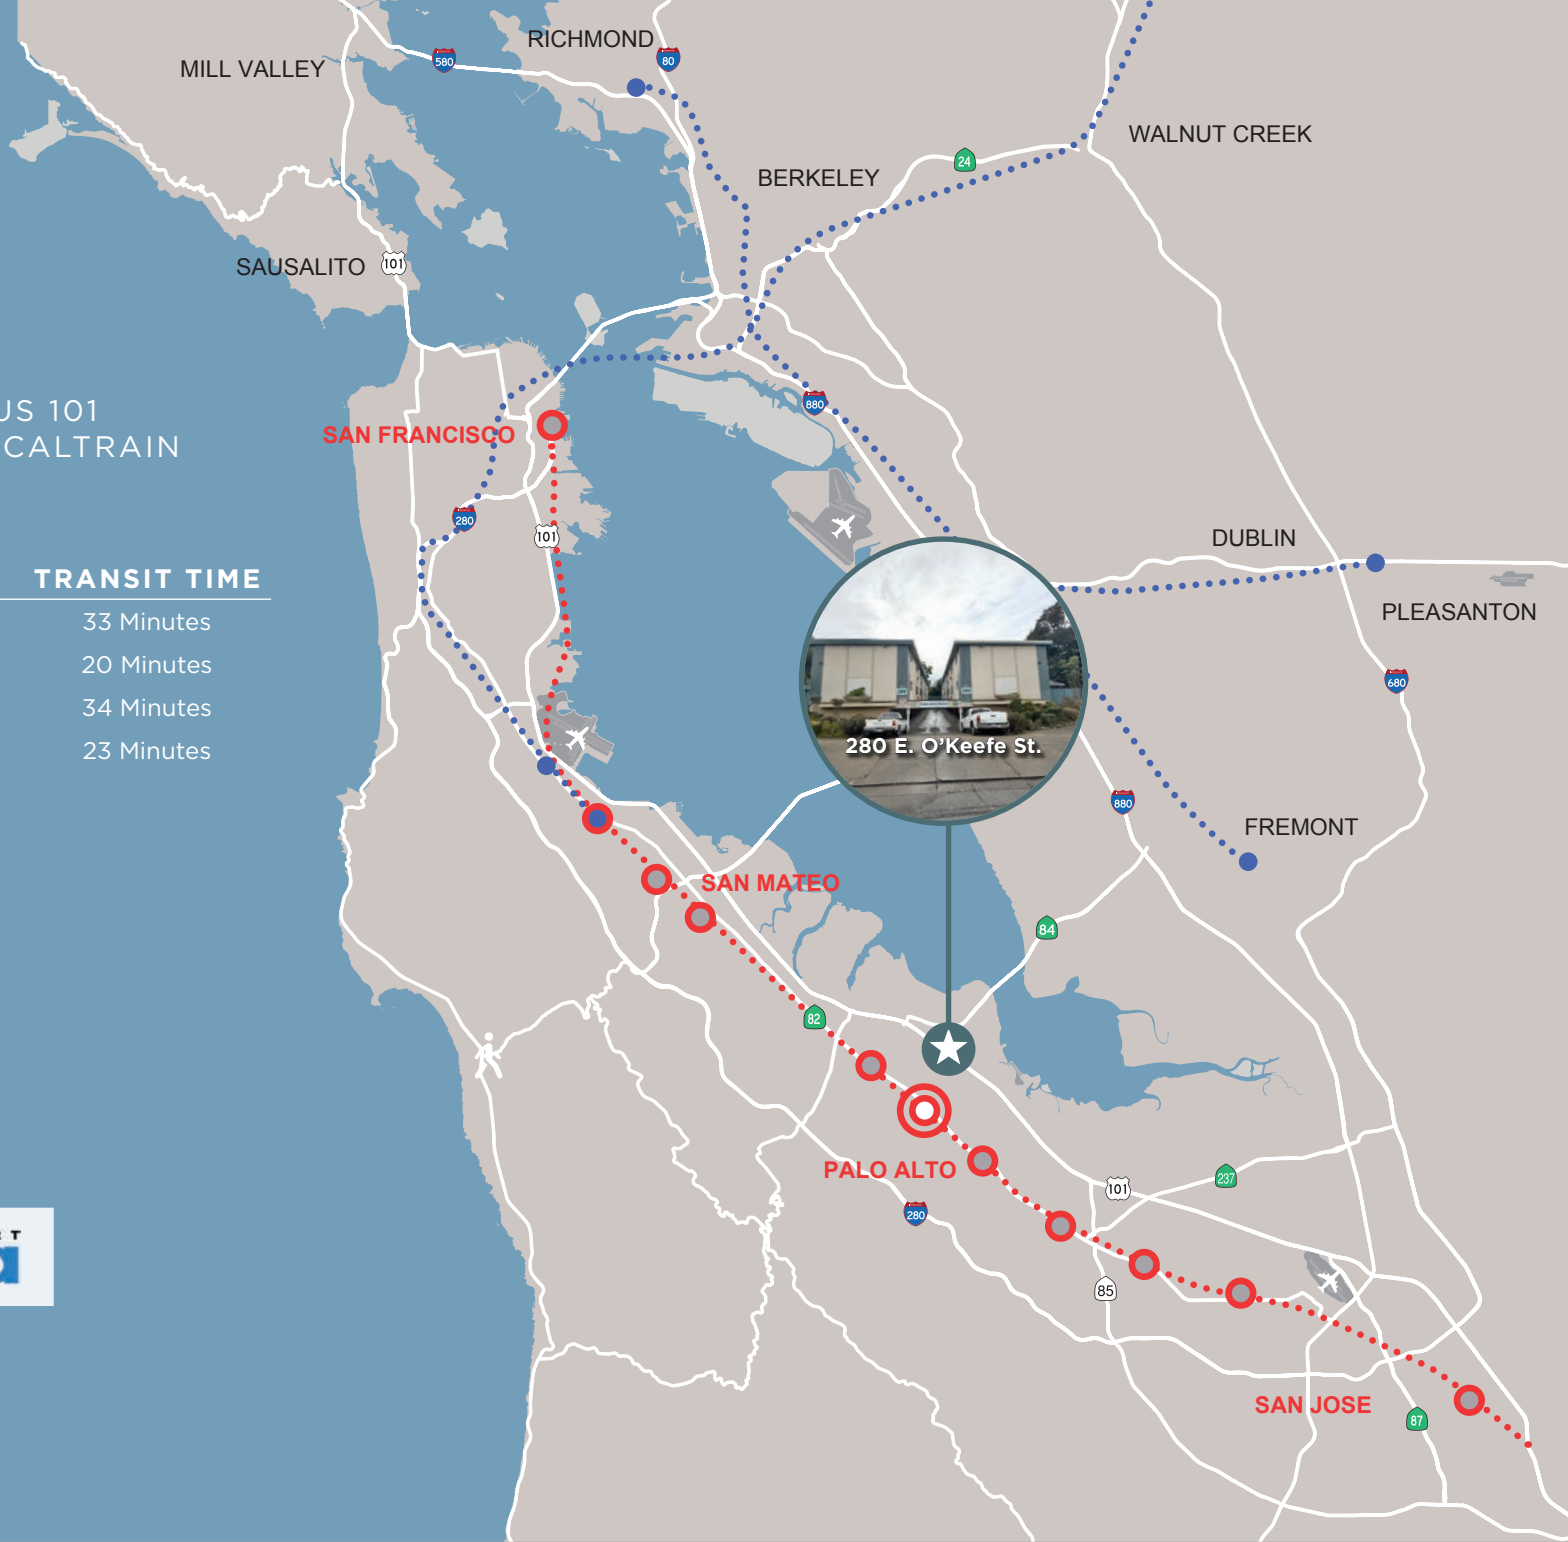 RICHMOND
MILL VALLEY
580
80
WALNUT CREEK
24
BERKELEY
SAUSALITO
101
US 101
CALTRAIN
880
SAN FRANCISCO
280
101
DUBLIN
TRANSIT TIME
33 Minutes
20 Minutes
34 Minutes
23 Minutes
PLEASANTON
680
280 E. O'Keefe St.
880
FREMONT
SAN MATEO
84
82
PALO ALTO
101
237
280
85
SAN JOSE
87